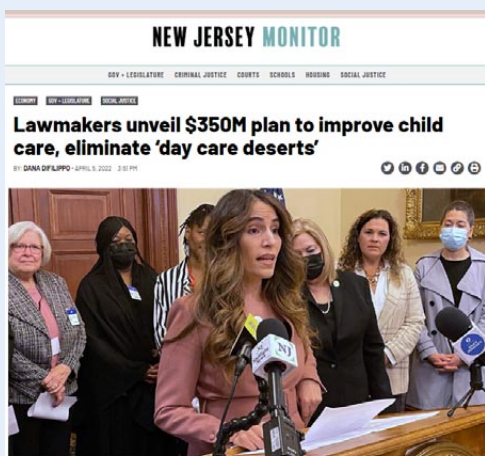 NEW JERSEY MONITOR
GOV + LEGISLATURE CRIMINAL JUSTICE COURTS SCHOOLS HOUSING SOCIAL JUSTICE
ECONOMY GOV + LEGISLATURE SOCIAL JUSTICE
Lawmakers unveil $350M plan to improve child
care, eliminate ‘day care deserts’
BY: DANA DIFILIPPO - APRIL 5, 2022 3:51 PM
NJ